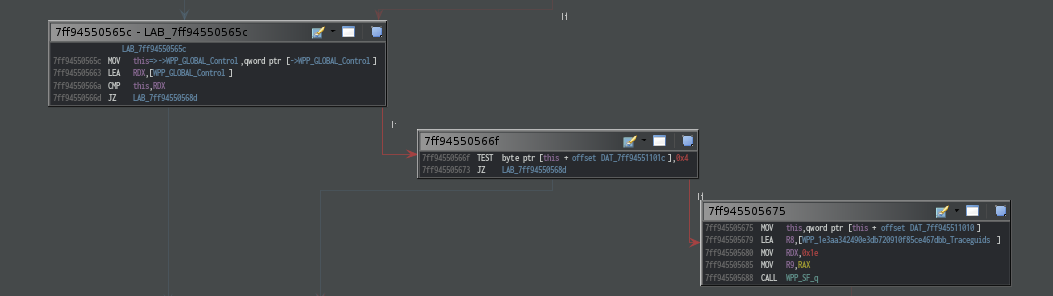 If
7ff94550565c - LAB_7ff94550565c
LAB_7ff94550565c
7ff94550565c MOV this=>->WPP_GLOBAL_Control,qword ptr [->WPP_GLOBAL_Control]
7ff945505663 LEA RDX,[WPP_GLOBAL_Control]
7ff94550566a CMP this,RDX
7ff94550566d JZ LAB_7ff94550568d
7ff94550566f
7ff94550566f TEST byte ptr [this + offset DAT_7ff94551101c],0x4
7ff945505673 JZ LAB_7ff94550568d
If
7ff945505675
7ff945505675 MOV this,qword ptr [this + offset DAT_7ff945511010]
7ff945505679 LEA R8,[WPP_1e3aa342490e3db720910f85ce467dbb_Traceguids]
7ff945505680 MOV RDX,0x1e
7ff945505685 MOV R9,RAX
7ff945505688 CALL WPP_SF_q